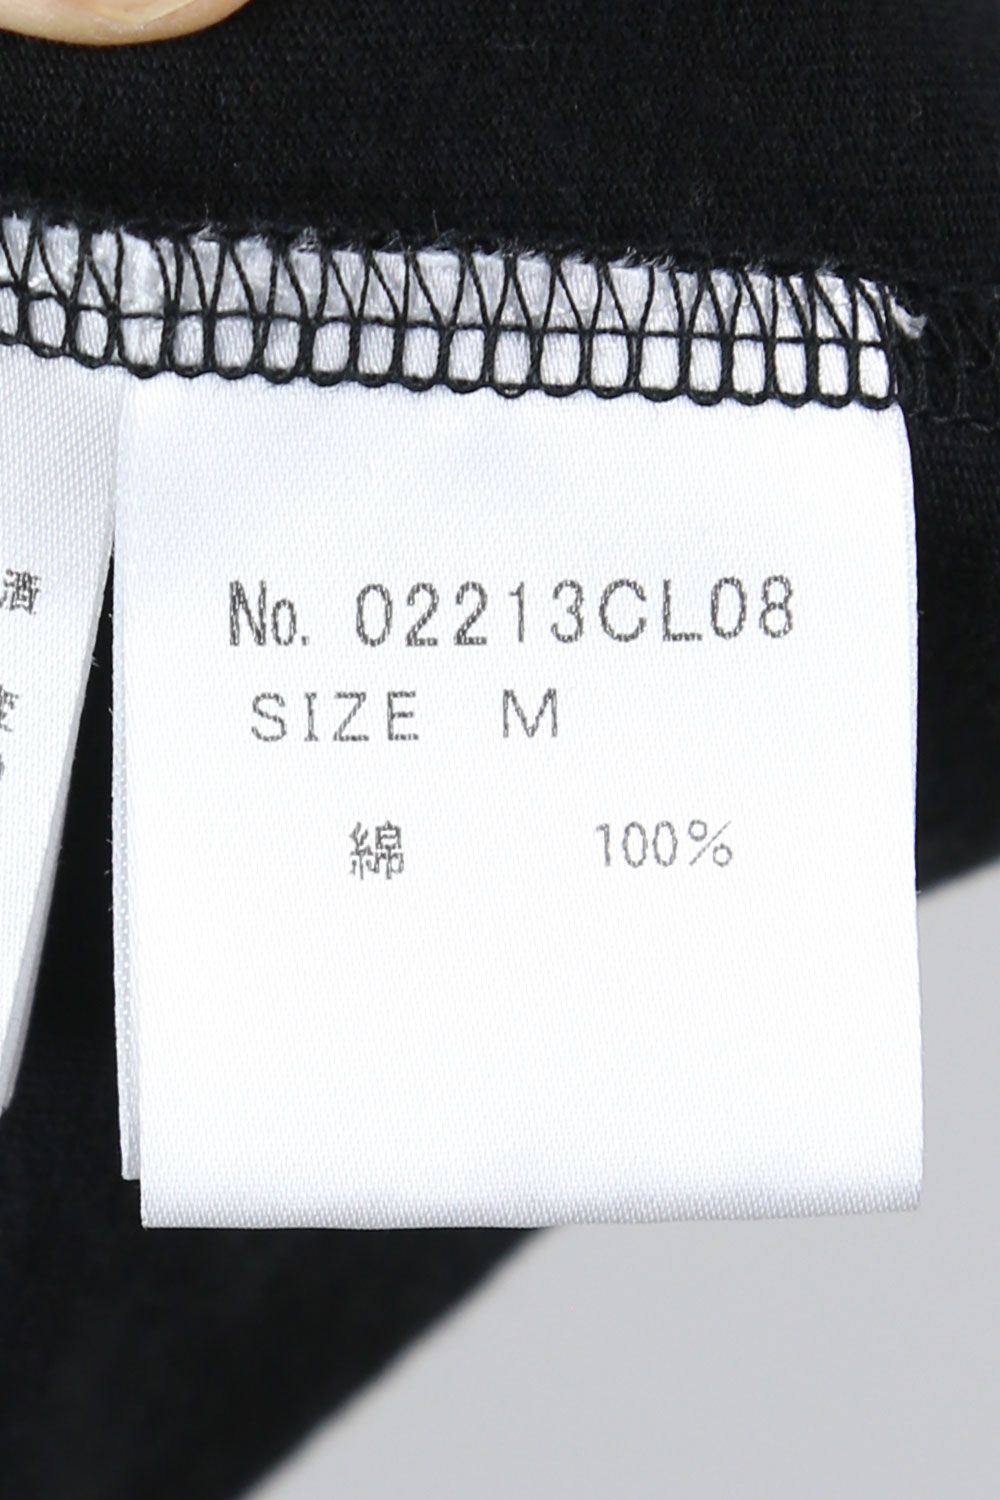 No. 02213CL08
SIZE M
綿 100%